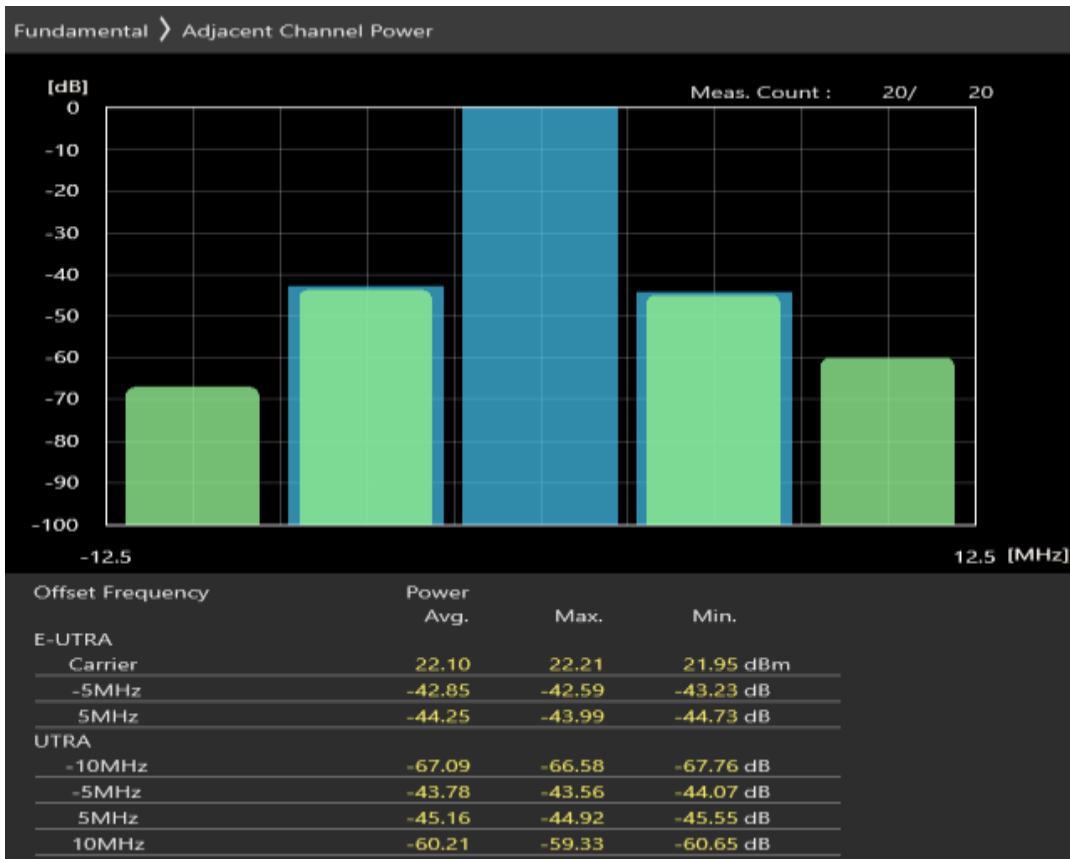 Fundamental 〉 Adjacent Channel Power
[dB]
Meas. Count : 20/ 20
0
-10
-20
-30
-40
-50
-60
-70
-80
-90
-100
-12.5 12.5 [MHz]
Offset Frequency Power
Avg. Max. Min.
E-UTRA
Carrier 22.10 22.21 21.95 dBm
-5MHz -42.85 -42.59 -43.23 dB
5MHz -44.25 -43.99 -44.73 dB
UTRA
-10MHz -67.09 -66.58 -67.76 dB
-5MHz -43.78 -43.56 -44.07 dB
5MHz -45.16 -44.92 -45.55 dB
10MHz -60.21 -59.33 -60.65 dB